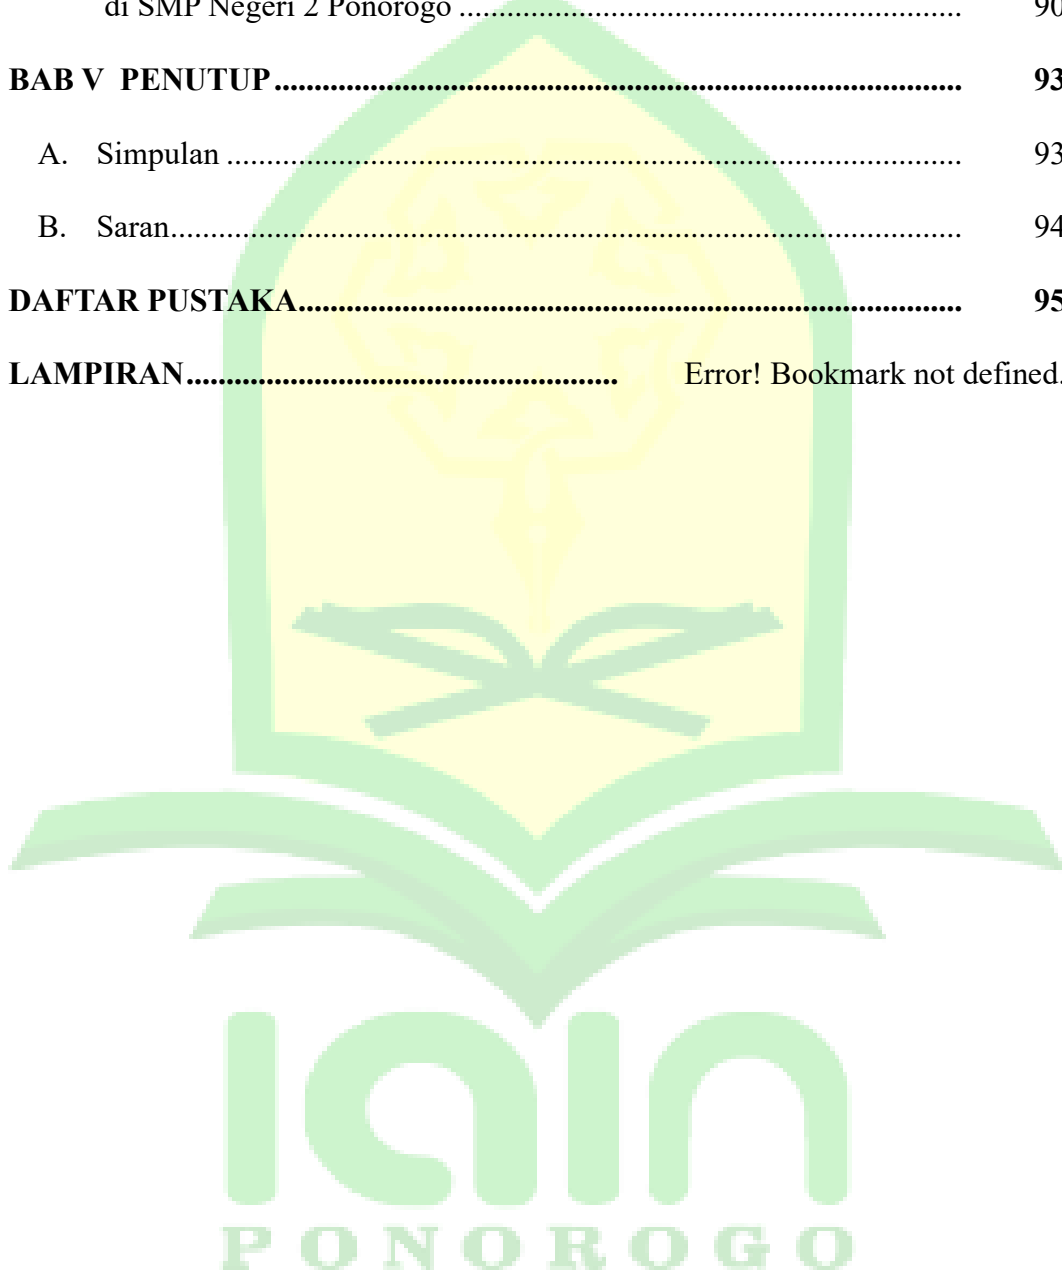 di SMP Negeri 2 Ponorogo ............................................................... 90
BAB V  PENUTUP ...................................................................................... 93
A. Simpulan ............................................................................................ 93
B. Saran................................................................................................... 94
DAFTAR PUSTAKA................................................................................... 95
LAMPIRAN...................................................... Error! Bookmark not defined.
iain
PONOROGO